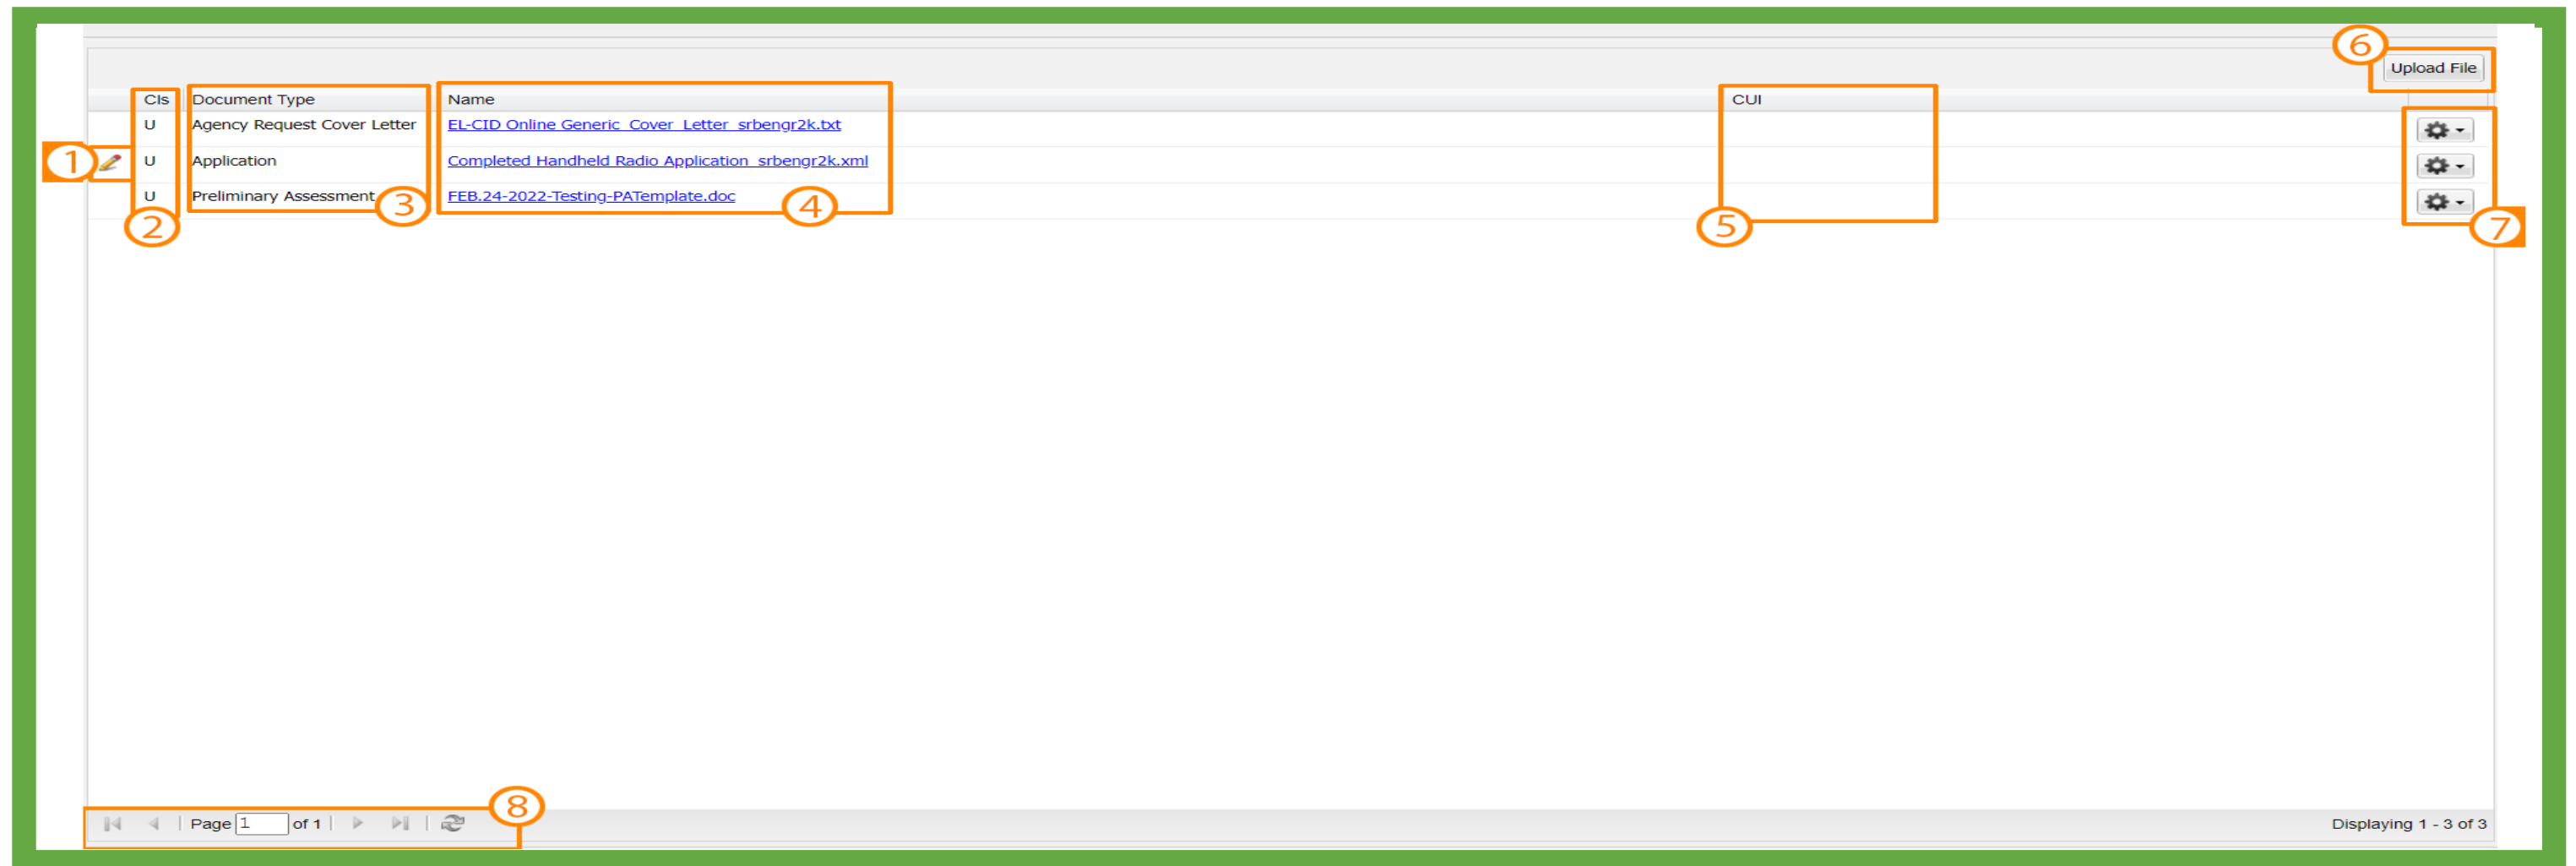 6
Upload File
Cls Document Type Name CUI
U Agency Request Cover Letter EL-CID Online Generic_Cover_Letter_srbengr2k.txt
1 U Application Completed Handheld Radio Application_srbengr2k.xml
U Preliminary Assessment 3 FEB.24-2022-Testing-PATemplate.doc 4
2 5 7
8
Page 1 of 1 Displaying 1 - 3 of 3